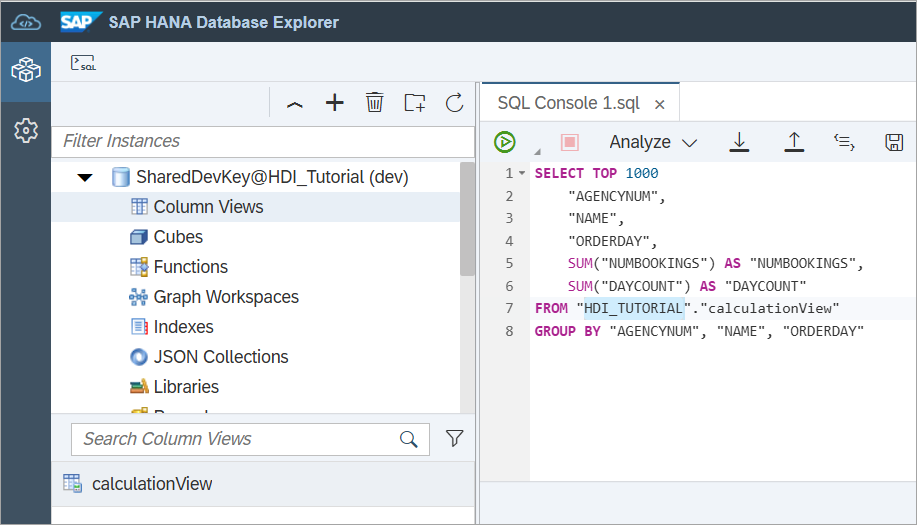 SAP SAP HANA Database Explorer
SQL
Filter Instances
SharedDevKey@HDI_Tutorial (dev)
Column Views
Cubes
Functions
Graph Workspaces
Indexes
JSON Collections
Libraries
Search Column Views
calculationView
SQL Console 1.sql ×
Analyze
1 SELECT TOP 1000
2 "AGENCYNUM",
3 "NAME",
4 "ORDERDAY",
5 SUM("NUMBOOKINGS") AS "NUMBOOKINGS",
6 SUM("DAYCOUNT") AS "DAYCOUNT"
7 FROM "HDI_TUTORIAL"."calculationView"
8 GROUP BY "AGENCYNUM", "NAME", "ORDERDAY"